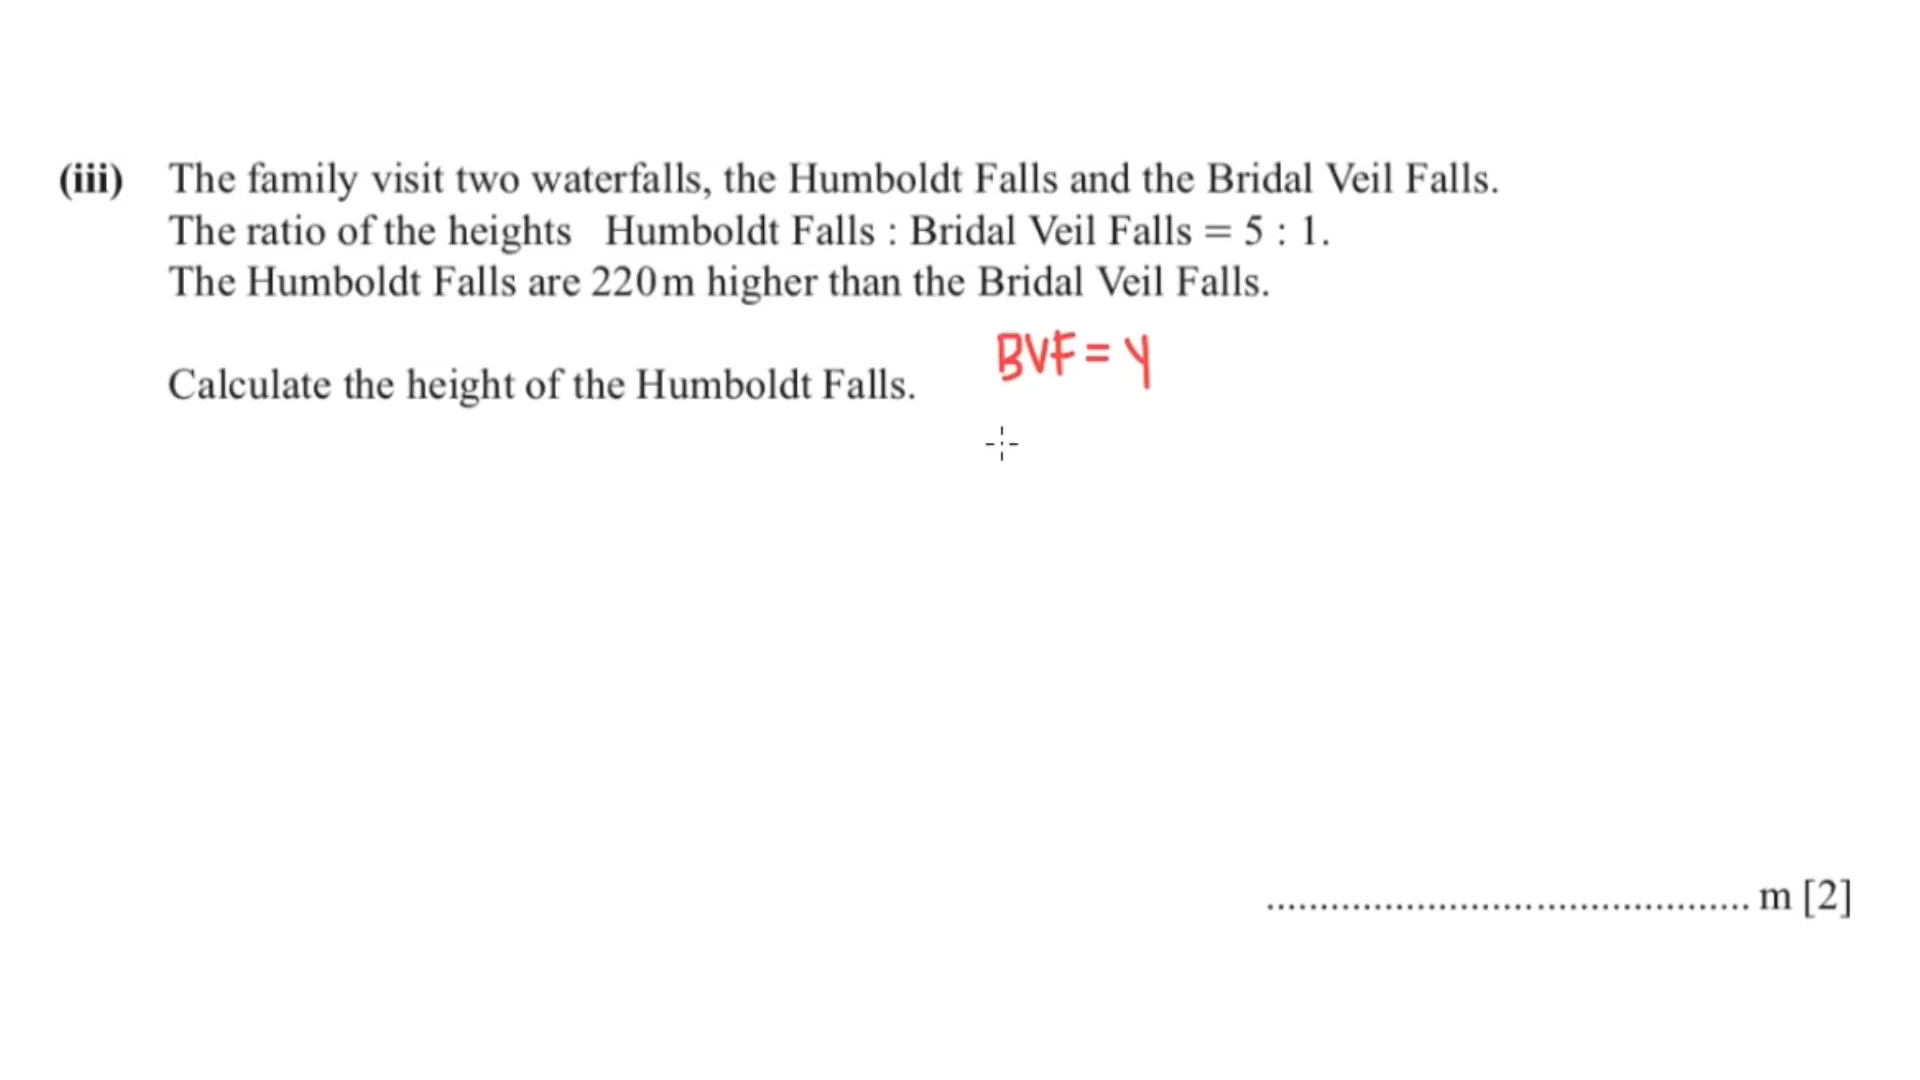 (iii) The family visit two waterfalls, the Humboldt Falls and the Bridal Veil Falls.
The ratio of the heights Humboldt Falls : Bridal Veil Falls = 5 : 1.
The Humboldt Falls are 220 m higher than the Bridal Veil Falls.
BVF = y
Calculate the height of the Humboldt Falls.
.............................................. m [2]